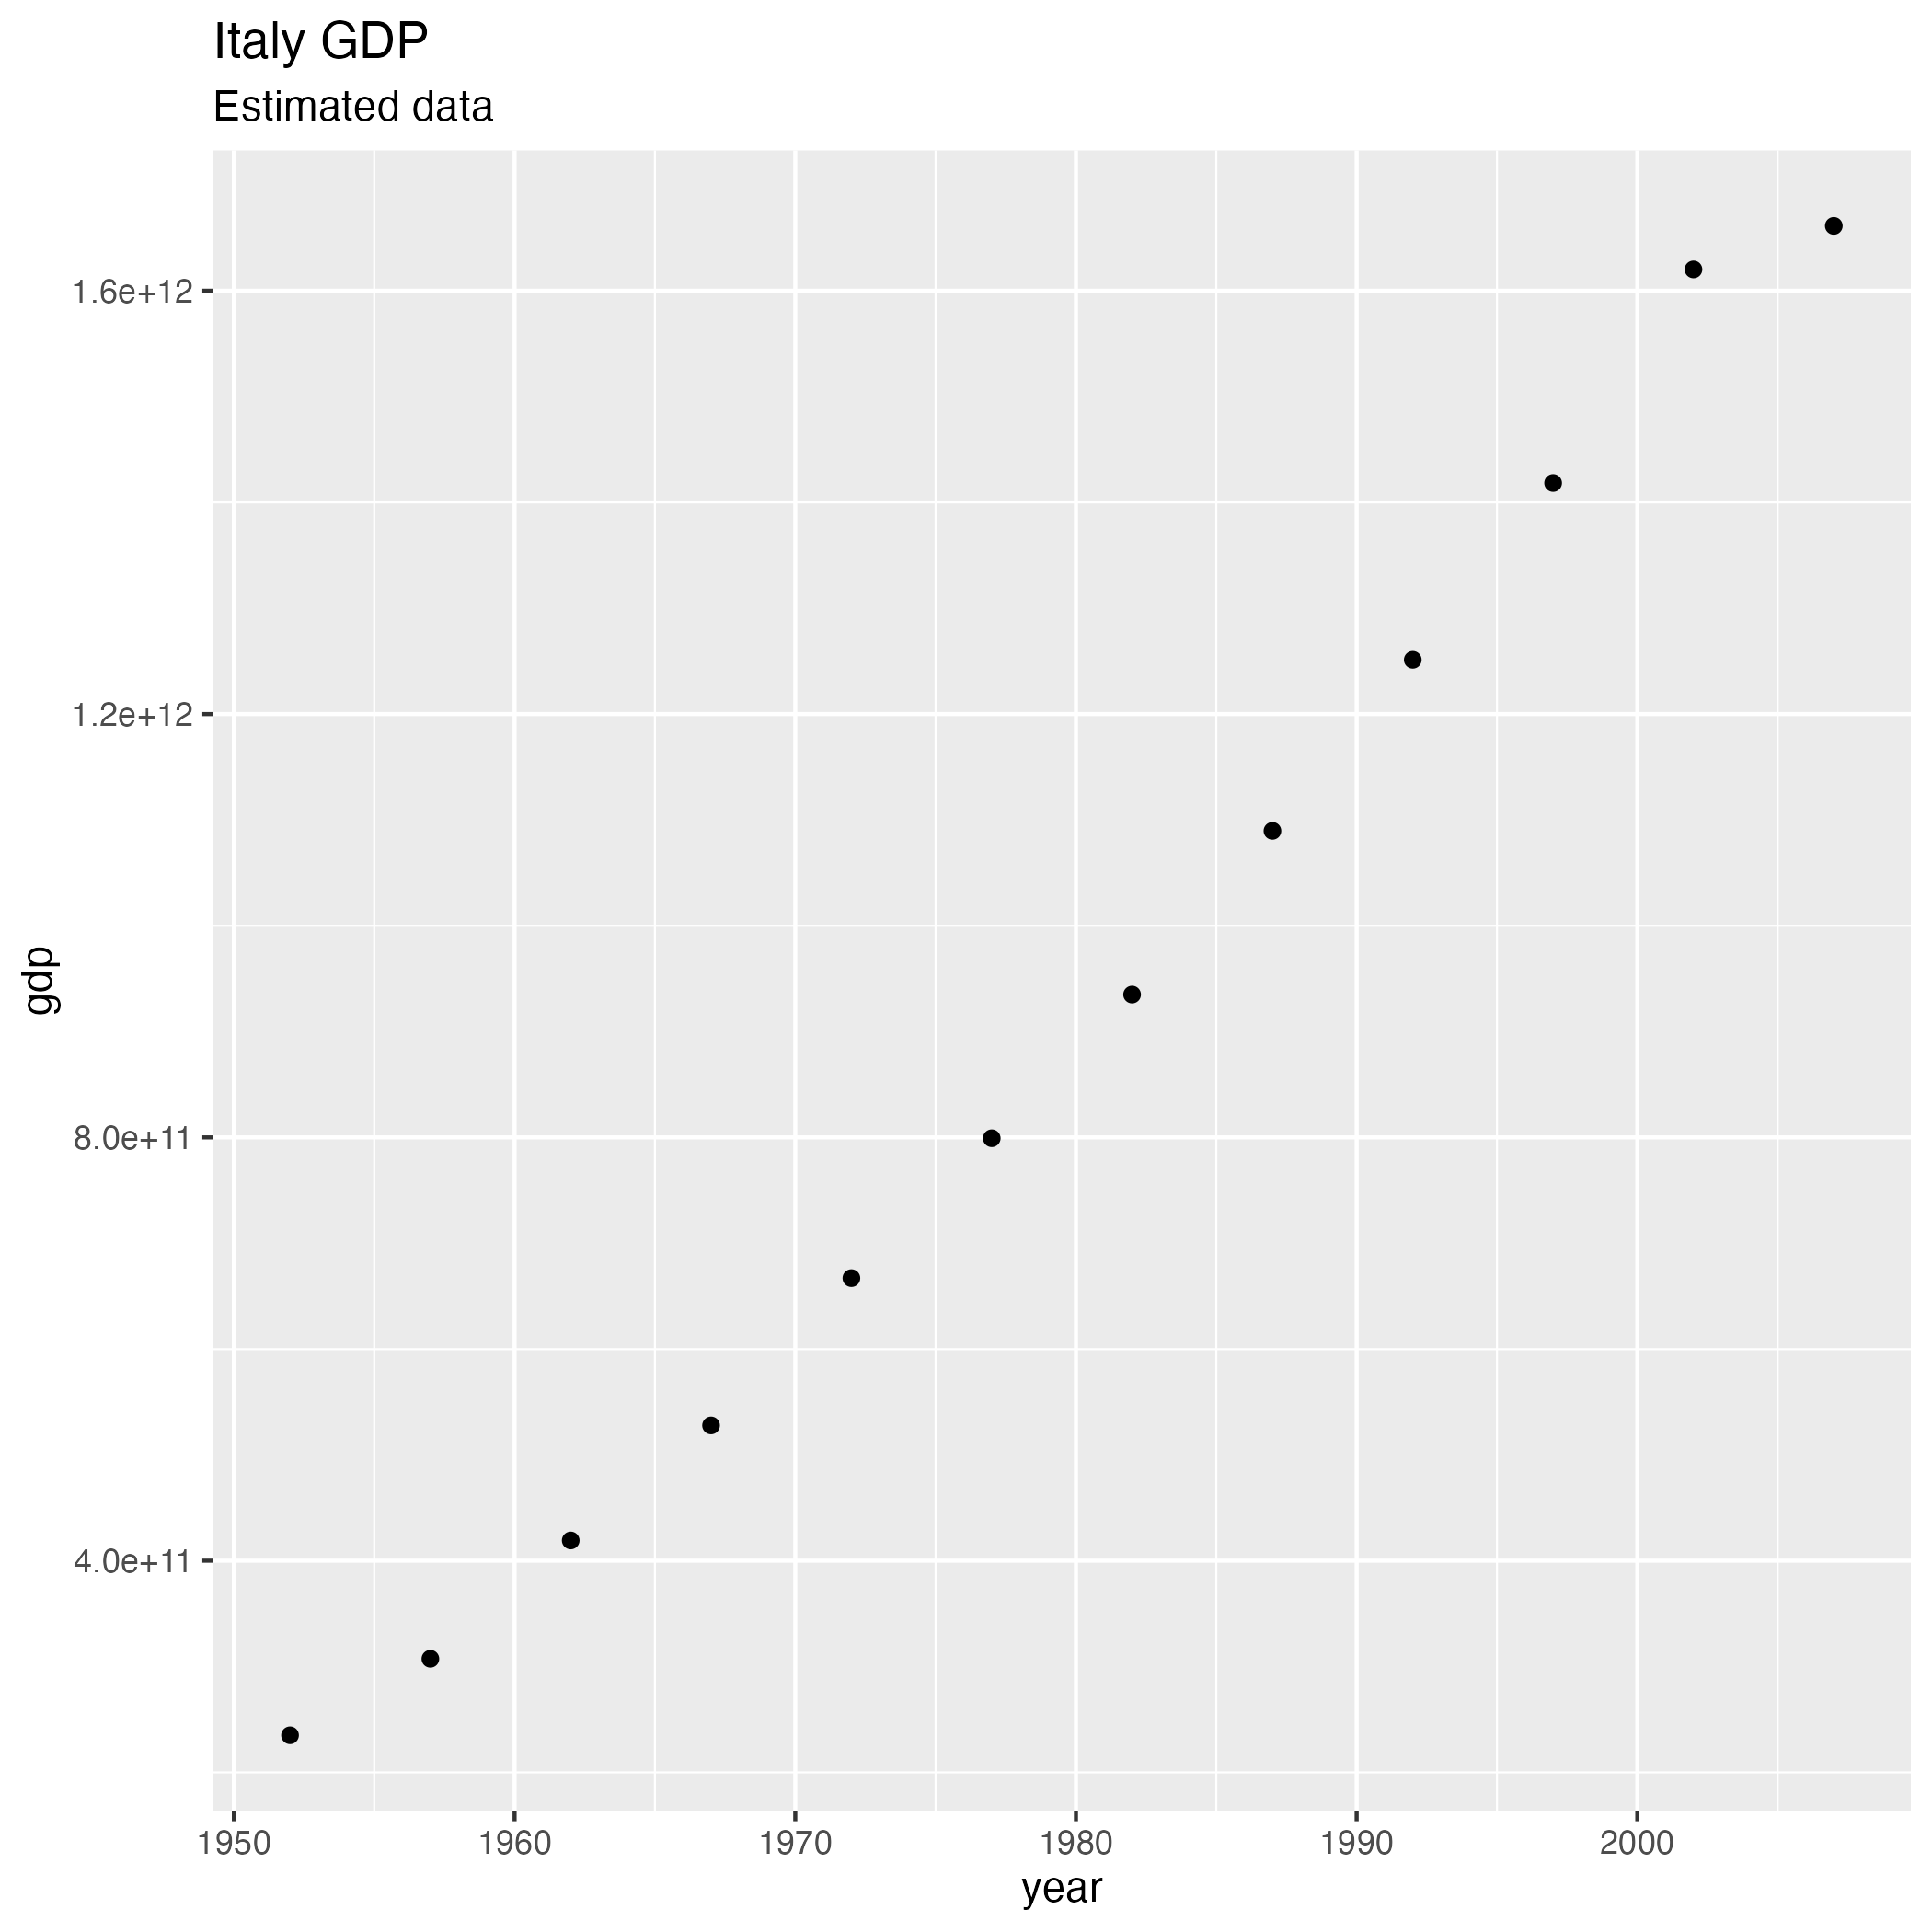 Italy GDP
Estimated data
1.6e+12
1.2e+12
8.0e+11
4.0e+11
gdp
1950 1960 1970 1980 1990 2000
year